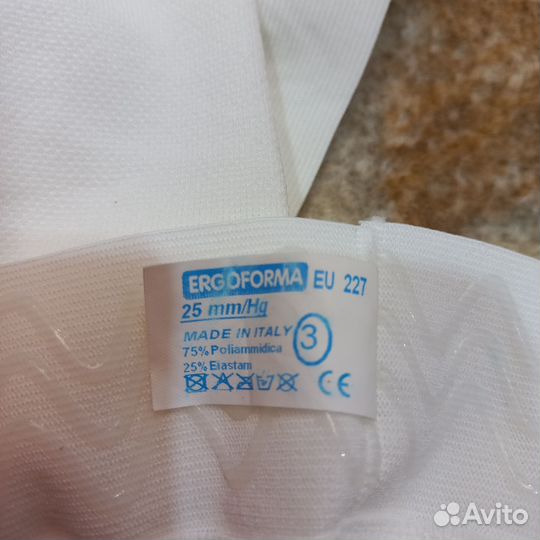 ERGOFORMA EU 227
25 mm/Hg
MADE IN ITALY 3
75% Poliammidica
25% Elastam
CE
Avito